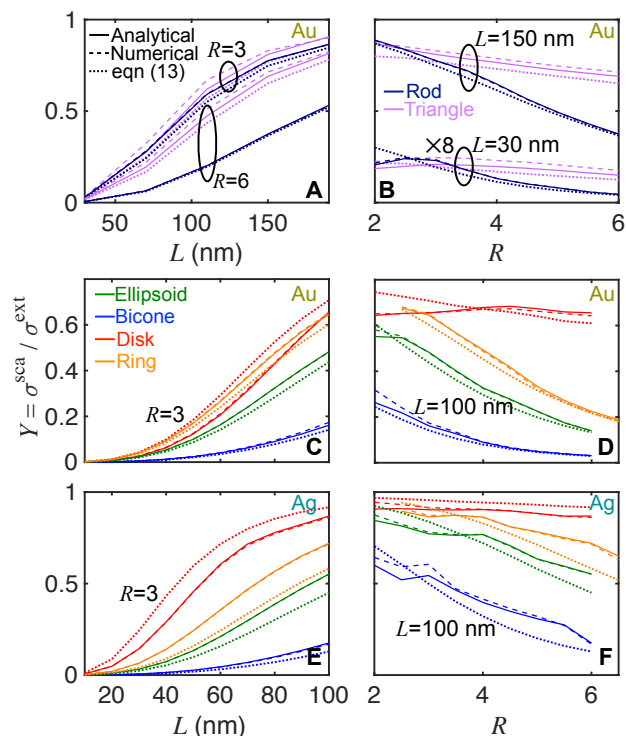 1
Au
Analytical
Numerical
eqn (13)
R=3
0.5
R=6
A
0
50
100
150
L (nm)
Au
L=150 nm
Rod
Triangle
×8
L=30 nm
B
2
4
6
R
Y = σ^sca / σ^ext
Au
Ellipsoid
Bicone
Disk
Ring
0.6
0.4
0.2
0
R=3
C
Au
L=100 nm
D
1
Ag
R=3
0.5
0
E
20
40
60
80
100
L (nm)
Ag
L=100 nm
F
2
4
6
R